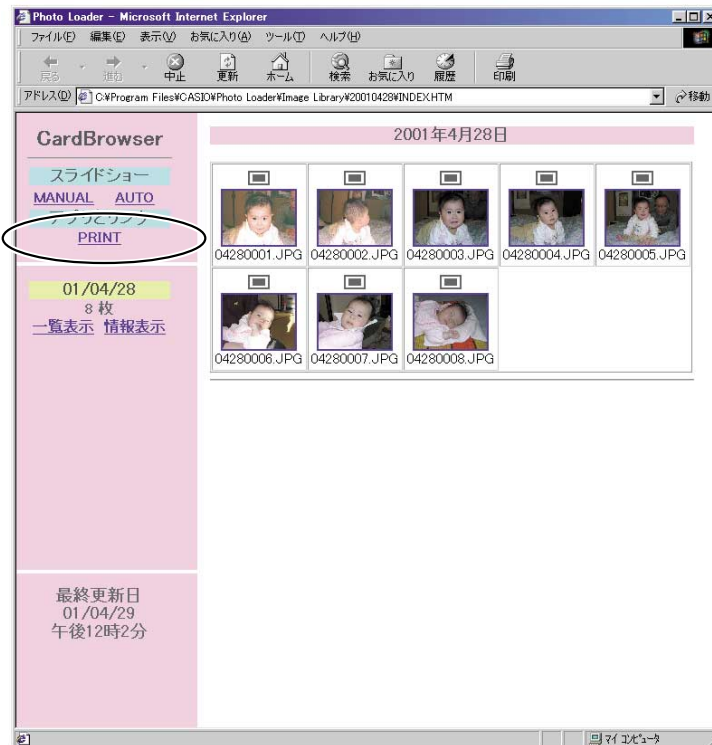 Photo Loader - Microsoft Internet Explorer
ファイル(F) 編集(E) 表示(V) お気に入り(A) ツール(T) ヘルプ(H)
戻る 進む 中止 更新 ホーム 検索 お気に入り 履歴 印刷
アドレス(D) C:¥Program Files¥CASIO¥Photo Loader¥Image Library¥20010428¥INDEX.HTM 移動
CardBrowser
スライドショー
MANUAL AUTO
アプリとリンク
PRINT
01/04/28
8 枚
一覧表示 情報表示
最終更新日
01/04/29
午後12時2分
2001年4月28日
04280001.JPG 04280002.JPG 04280003.JPG 04280004.JPG 04280005.JPG
04280006.JPG 04280007.JPG 04280008.JPG
マイ コンピュータ